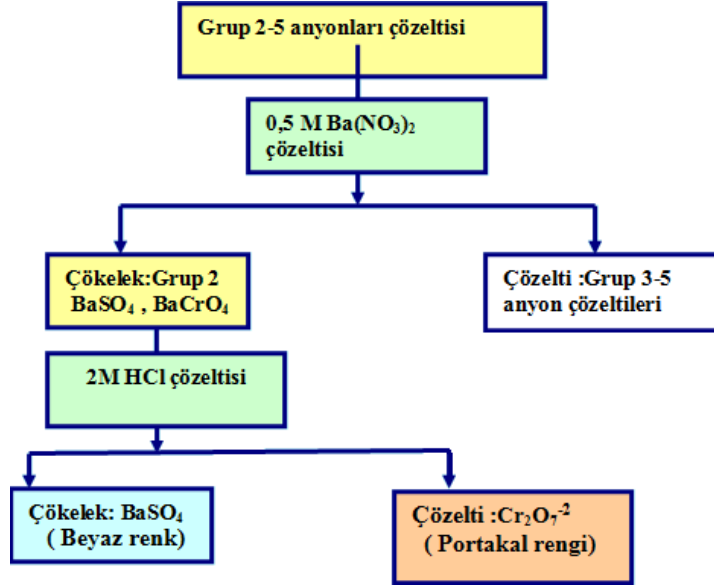 Grup 2-5 anyonları çözeltisi
0,5 M Ba(NO₃)₂
çözeltisi
Çökelek:Grup 2
BaSO₄ , BaCrO₄
Çözelti :Grup 3-5
anyon çözeltileri
2M HCl çözeltisi
Çökelek: BaSO₄
( Beyaz renk)
Çözelti :Cr₂O₇⁻²
( Portakal rengi)